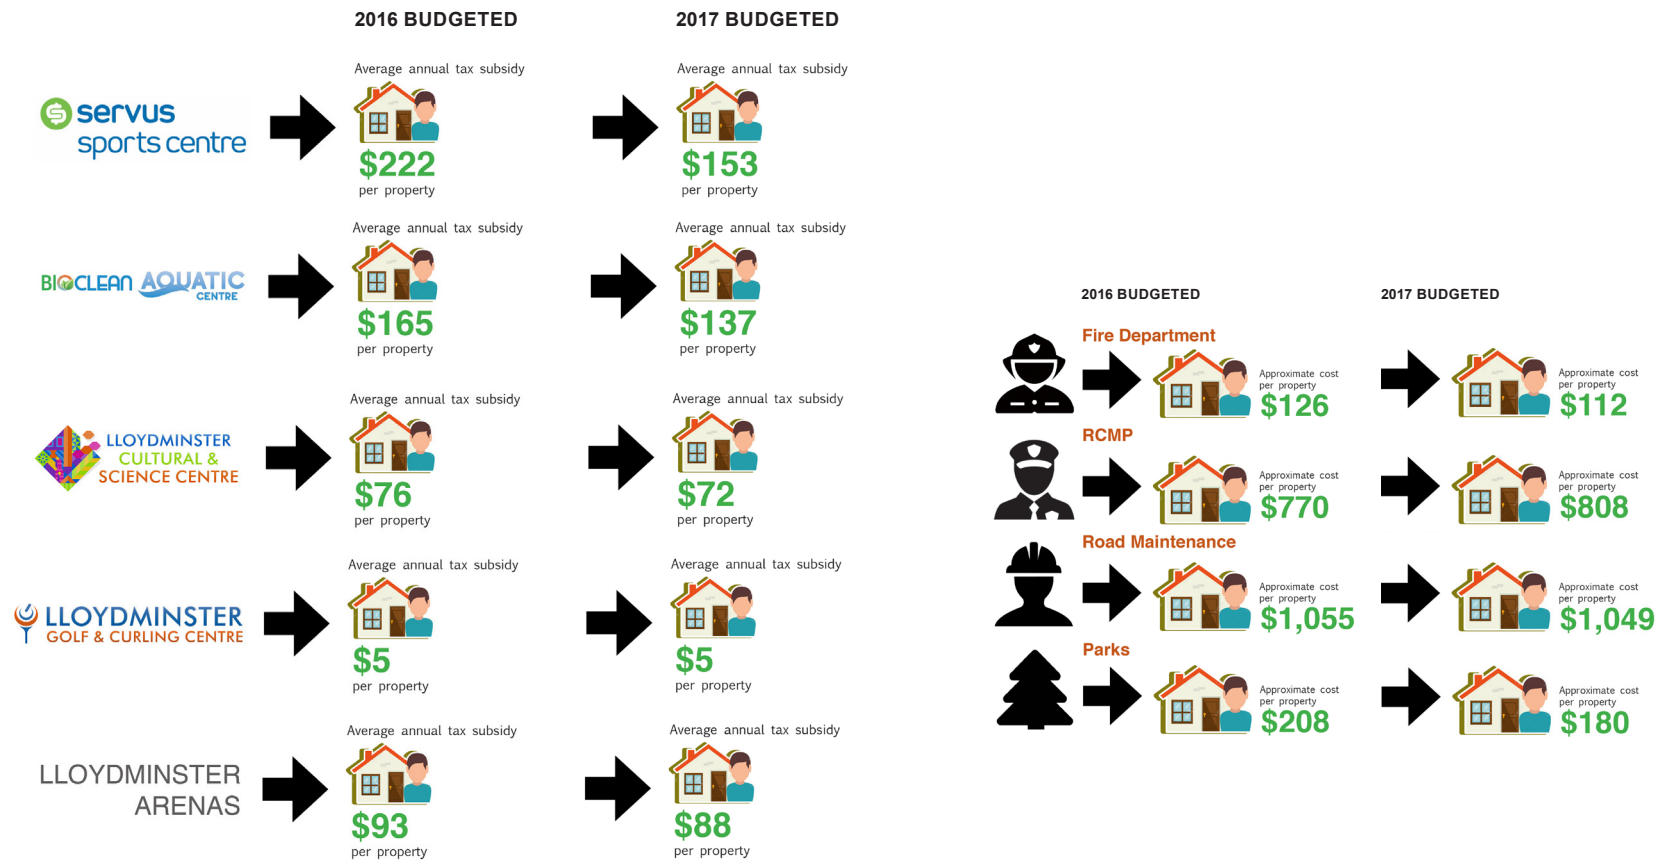 2016 BUDGETED
2017 BUDGETED
Average annual tax subsidy
Average annual tax subsidy
servus
sports centre
$222
per property
$153
per property
Average annual tax subsidy
Average annual tax subsidy
BIOCLEAN AQUATIC
CENTRE
$165
per property
$137
per property
Average annual tax subsidy
Average annual tax subsidy
LLOYDMINSTER
CULTURAL &
SCIENCE CENTRE
$76
per property
$72
per property
Average annual tax subsidy
Average annual tax subsidy
LLOYDMINSTER
GOLF & CURLING CENTRE
$5
per property
$5
per property
Average annual tax subsidy
Average annual tax subsidy
LLOYDMINSTER
ARENAS
$93
per property
$88
per property
2016 BUDGETED
2017 BUDGETED
Fire Department
Approximate cost
per property
$126
Approximate cost
per property
$112
RCMP
Approximate cost
per property
$770
Approximate cost
per property
$808
Road Maintenance
Approximate cost
per property
$1,055
Approximate cost
per property
$1,049
Parks
Approximate cost
per property
$208
Approximate cost
per property
$180